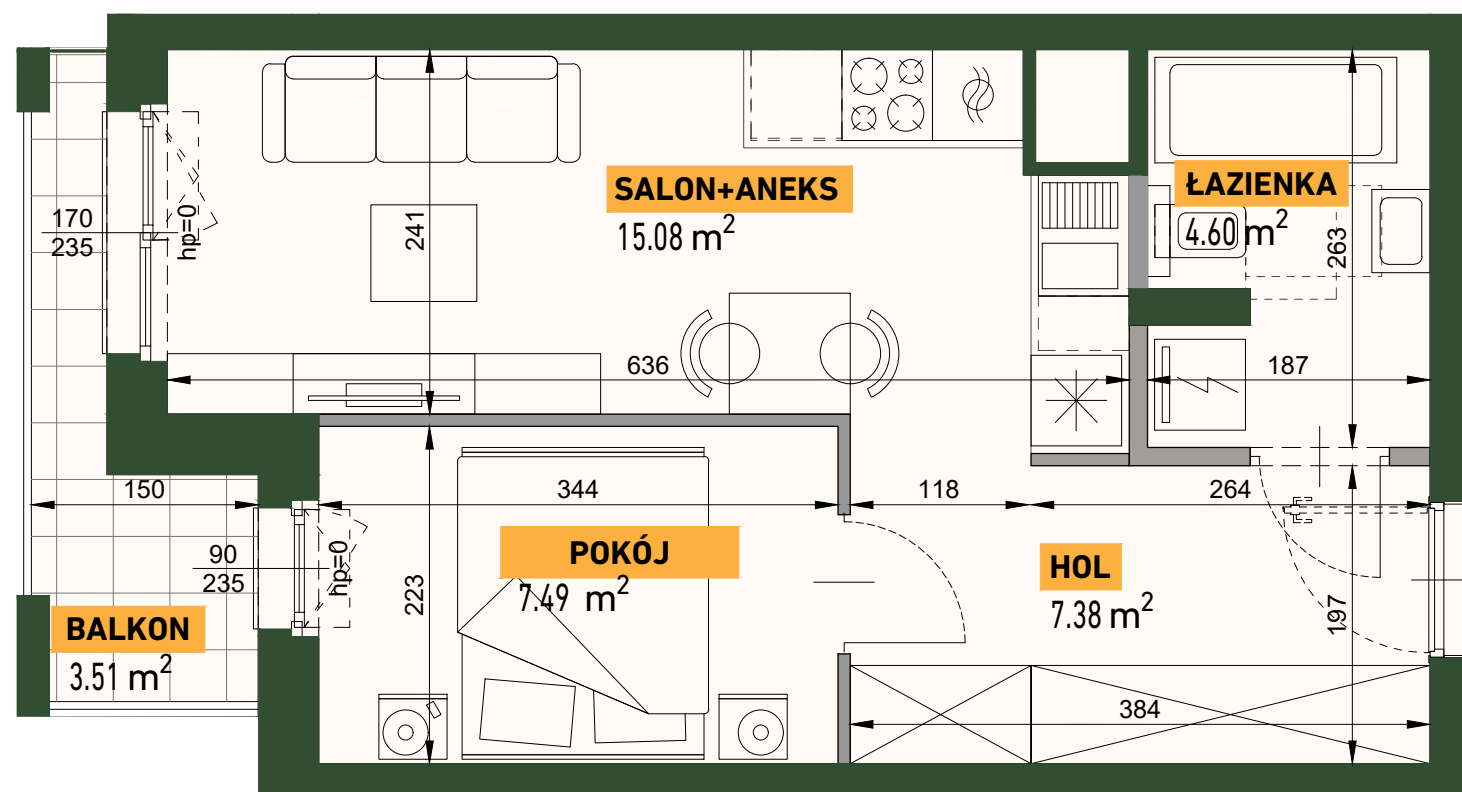 SALON+ANEKS
15.08 m²
ŁAZIENKA
4.60 m²
170
235
hp=0
241
263
636
187
150
344
118
264
90
235
hp=0
223
POKÓJ
7.49 m²
HOL
7.38 m²
197
BALKON
3.51 m²
384